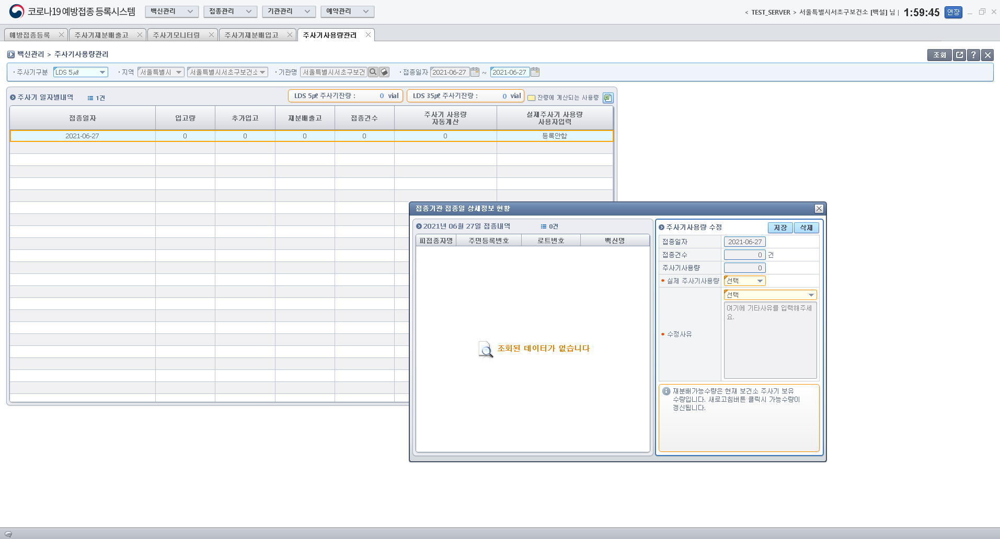 코로나19 예방접종 등록시스템
백신관리 접종관리 기관관리 예약관리
< TEST_SERVER > 서울특별시서초구보건소 [백설] 님 | 1:59:45 연장
예방접종등록 주사기재분배출고 주사기모니터링 주사기재분배입고 주사기사용량관리
백신관리 > 주사기사용량관리
조회 ?
· 주사기구분 LDS 5㎕ · 지역 서울특별시 서울특별시서초구보건소 · 기관명 서울특별시서초구보건 · 접종일자 2021-06-27 ~ 2021-06-27
주사기 일자별내역 1건 LDS 5㎕ 주사기잔량 : 0 vial LDS 35㎕ 주사기잔량 : 0 vial 잔량에 계산되는 사용량
접종일자 입고량 추가입고 재분배출고 접종건수 주사기 사용량 자동계산 실제주사기 사용량 사용자입력
2021-06-27 0 0 0 0 0 등록안함
접종기관 접종일 상세정보 현황
2021년 06월 27일 접종내역 0건
피접종자명 주민등록번호 로트번호 백신명
조회된 데이터가 없습니다
주사기사용량 수정 저장 삭제
접종일자 2021-06-27
접종건수 0 건
주사기사용량 0
* 실제 주사기사용량 선택
* 수정사유 선택
여기에 기타사유를 입력해주세
요.
재분배가능수량은 현재 보건소 주사기 보유
수량입니다. 새로고침버튼 클릭시 가능수량이
갱신됩니다.